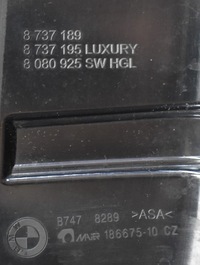 8 737 189
8 737 195 LUXURY
8 080 925 SW HGL
8747 8289 >ASA<
186675-10 CZ